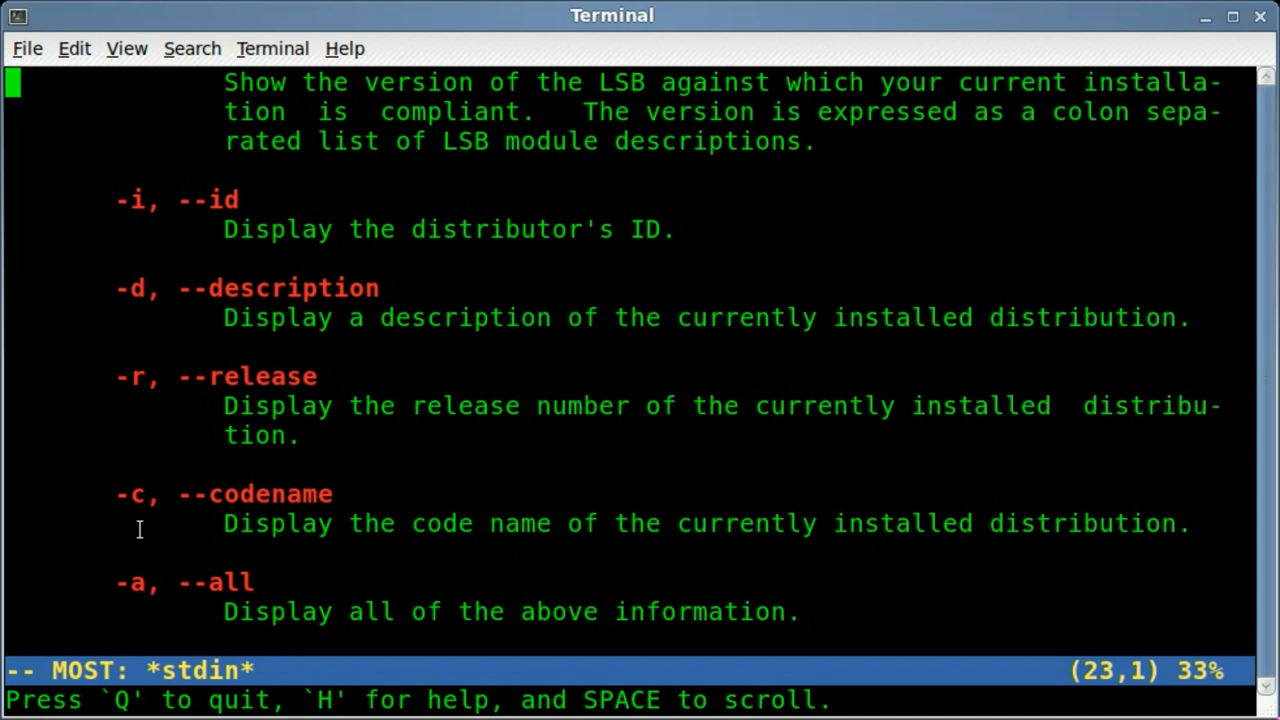 Terminal
File Edit View Search Terminal Help
Show the version of the LSB against which your current installa-
tion  is  compliant.   The version is expressed as a colon sepa-
rated list of LSB module descriptions.
-i, --id
Display the distributor's ID.
-d, --description
Display a description of the currently installed distribution.
-r, --release
Display the release number of the currently installed  distribu-
tion.
-c, --codename
Display the code name of the currently installed distribution.
-a, --all
Display all of the above information.
-- MOST: *stdin* (23,1) 33%
Press `Q' to quit, `H' for help, and SPACE to scroll.